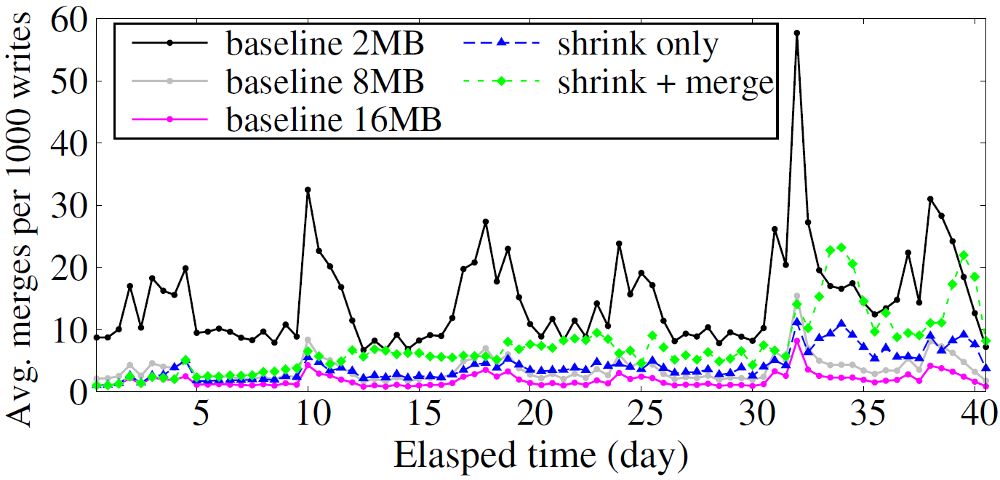 Avg. merges per 1000 writes
60
50
40
30
20
10
0
baseline 2MB
baseline 8MB
baseline 16MB
shrink only
shrink + merge
5 10 15 20 25 30 35 40
Elasped time (day)